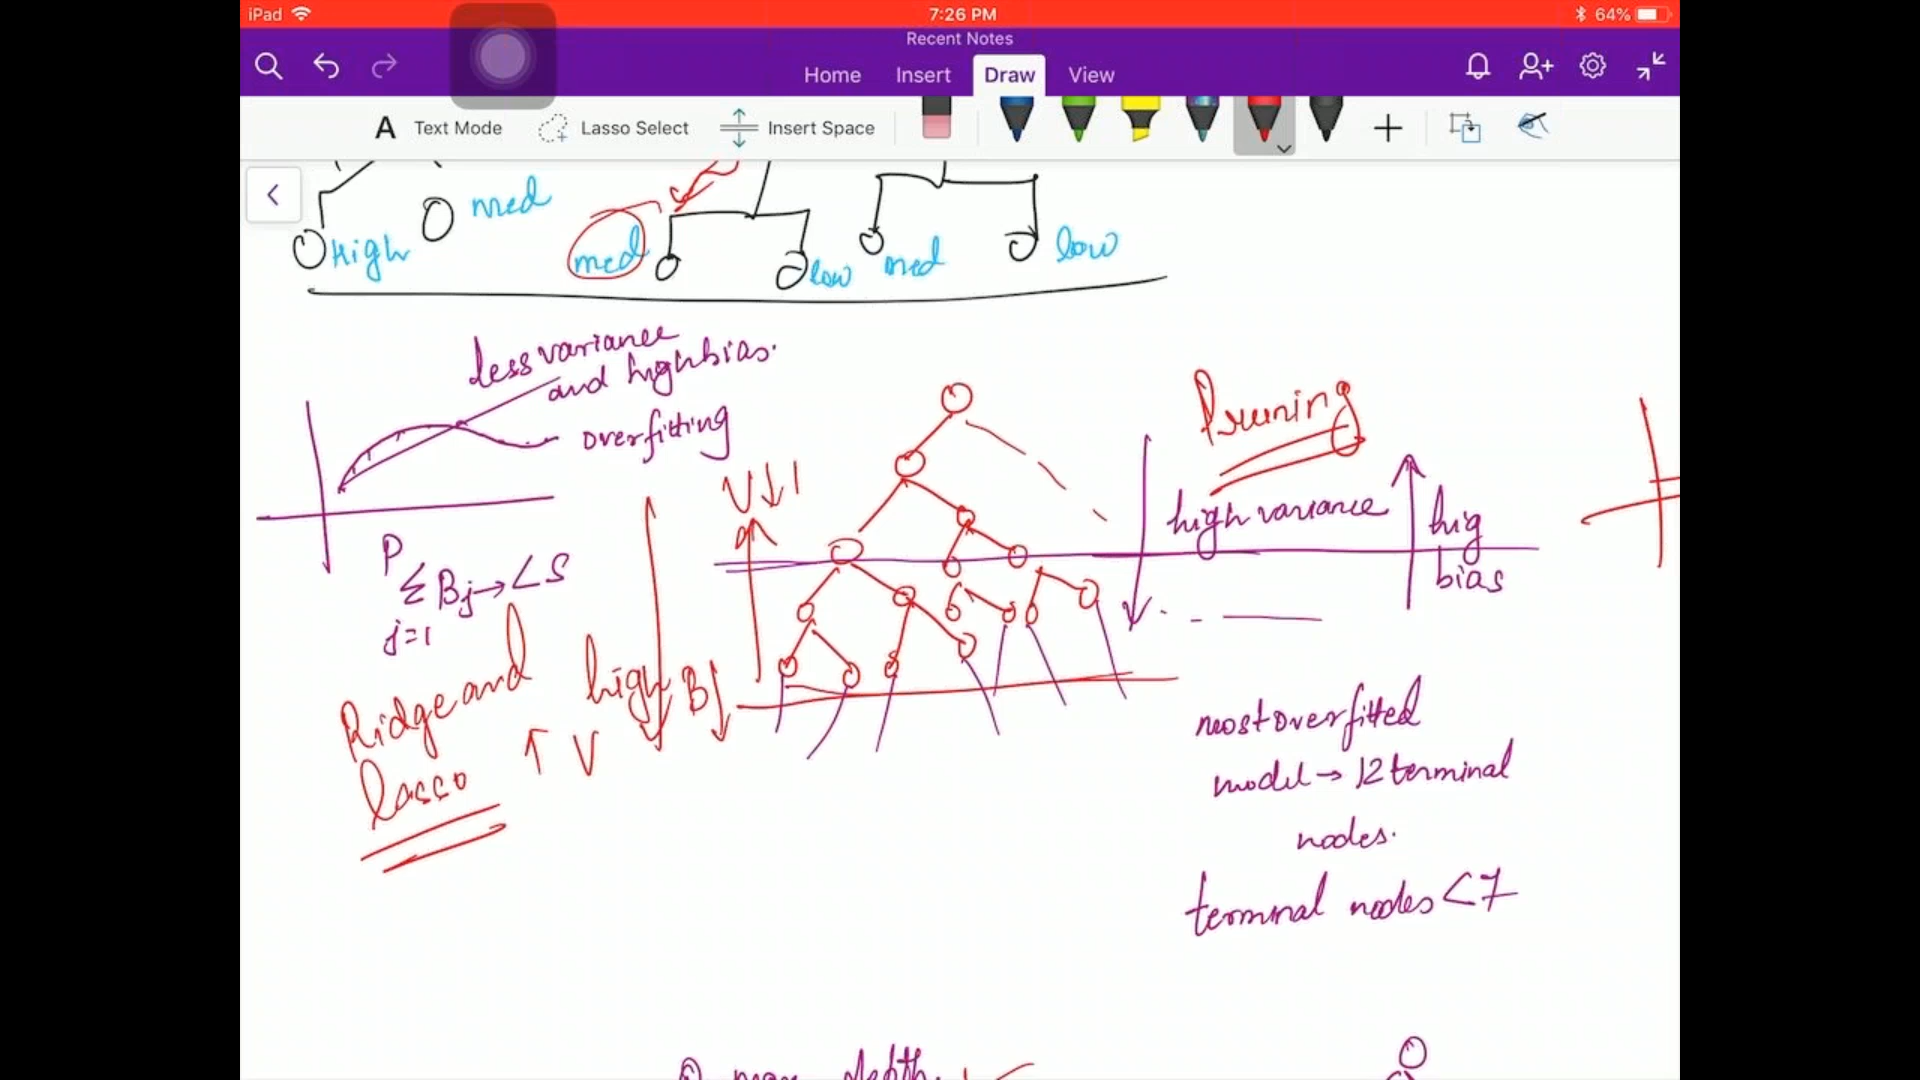 iPad 7:26 PM 64%
Recent Notes
Home Insert Draw View
A Text Mode Lasso Select Insert Space
High med med low med low
less variance
and high bias.
overfitting
P
Σ Bj → < S
j=1
Ridge and
lasso
high
↑ V
B↓
V↓
Pruning
high variance
hig
bias
most overfitted
model → 12 terminal
nodes.
terminal nodes < 7
max depth